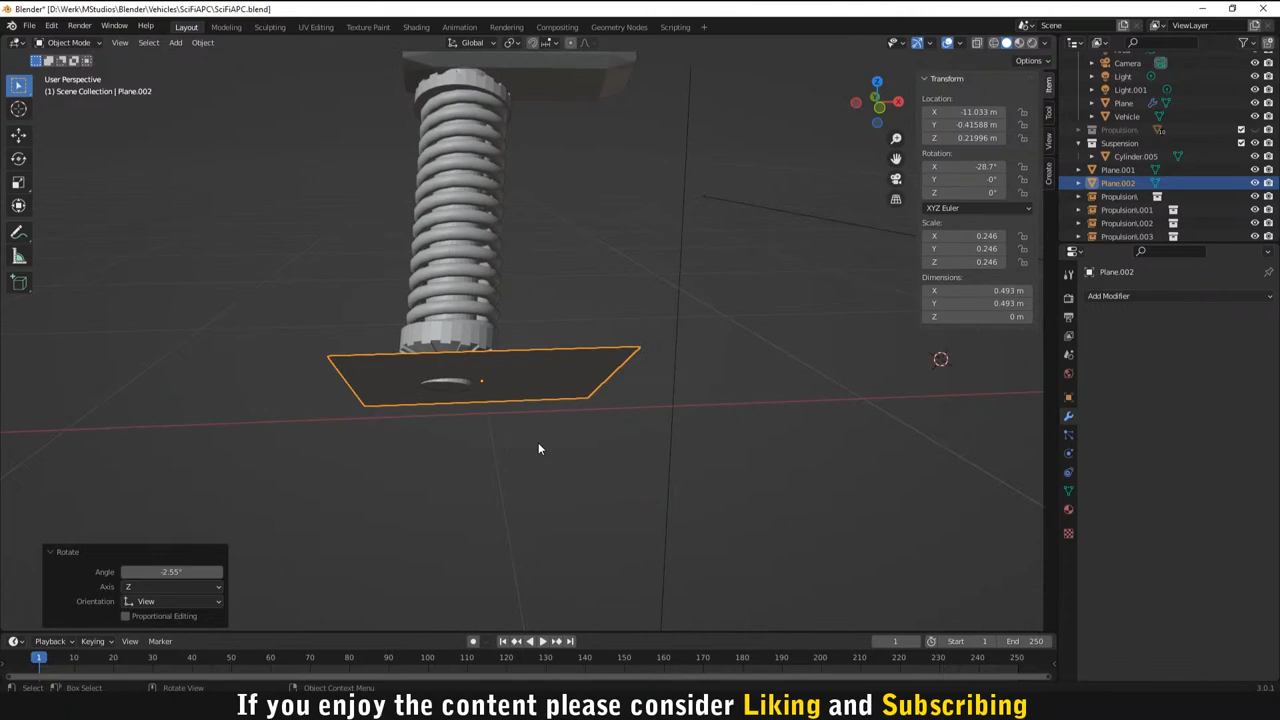 Blender* [D:\Werk\MStudios\Blender\Vehicles\SciFiAPC\SciFiAPC.blend]
File Edit Render Window Help Layout Modeling Sculpting UV Editing Texture Paint Shading Animation Rendering Compositing Geometry Nodes Scripting Scene ViewLayer
Object Mode View Select Add Object Global
Options
User Perspective
(1) Scene Collection | Plane.002
Transform
Location:
X -11.033 m
Y -0.41588 m
Z 0.21996 m
Rotation:
X -28.7°
Y -0°
Z 0°
XYZ Euler
Scale:
X 0.246
Y 0.246
Z 0.246
Dimensions:
X 0.493 m
Y 0.493 m
Z 0 m
Item
Tool
View
Create
Z
X
Camera
Light
Light.001
Plane
Vehicle
Propulsion
Suspension
Cylinder.005
Plane.001
Plane.002
Propulsion
Propulsion.001
Propulsion.002
Propulsion.003
Plane.002
Add Modifier
Rotate
Angle -2.55°
Axis Z
Orientation View
Proportional Editing
Playback Keying View Marker 1 Start 1 End 250
1 10 20 30 40 50 60 70 80 90 100 110 120 130 140 150 160 170 180 190 200 210 220 230 240 250
Select Box Select Rotate View Object Context Menu 3.0.1
If you enjoy the content please consider Liking and Subscribing